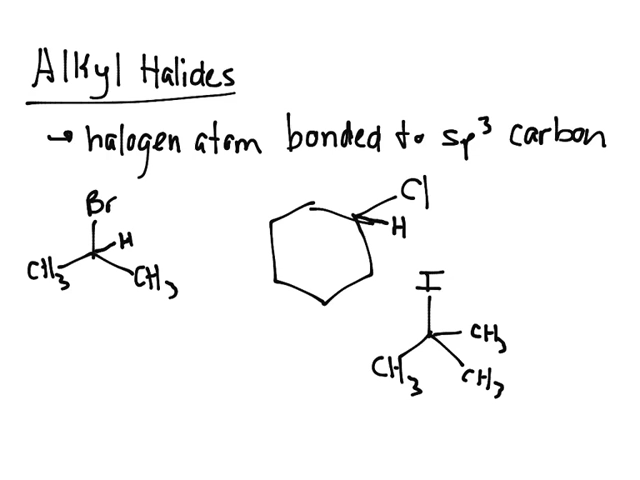 Alkyl Halides
→ halogen atom bonded to sp³ carbon
Br
H
CH₃
CH₃
Cl
H
I
CH₃
CH₃
CH₃